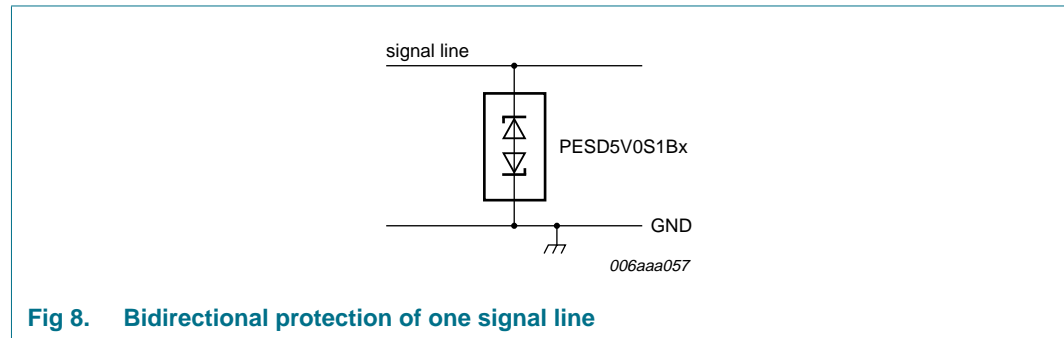 signal line
PESD5V0S1Bx
GND
006aaa057
Fig 8. Bidirectional protection of one signal line